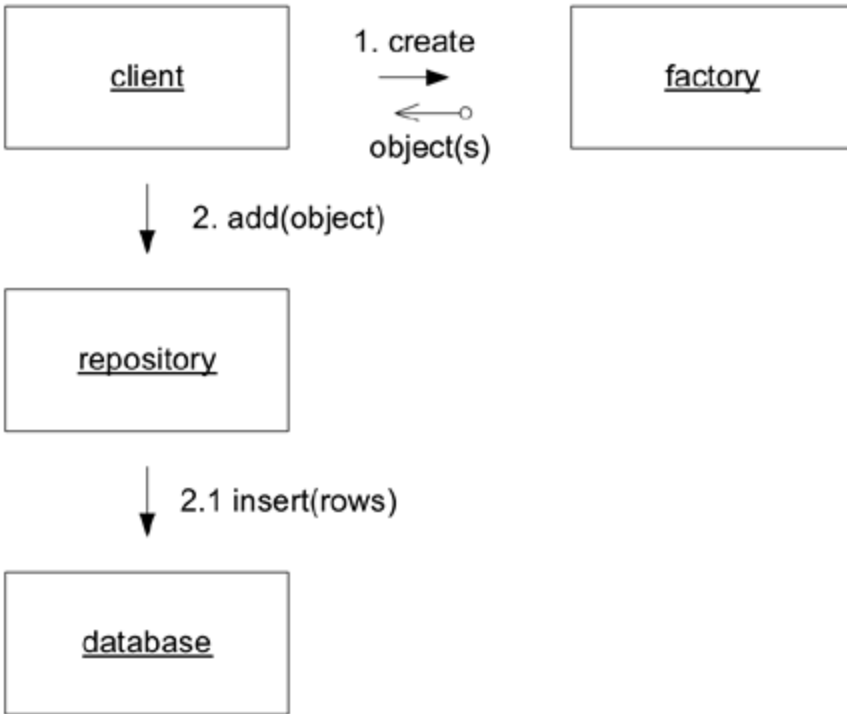 client
1. create
object(s)
factory
2. add(object)
repository
2.1 insert(rows)
database